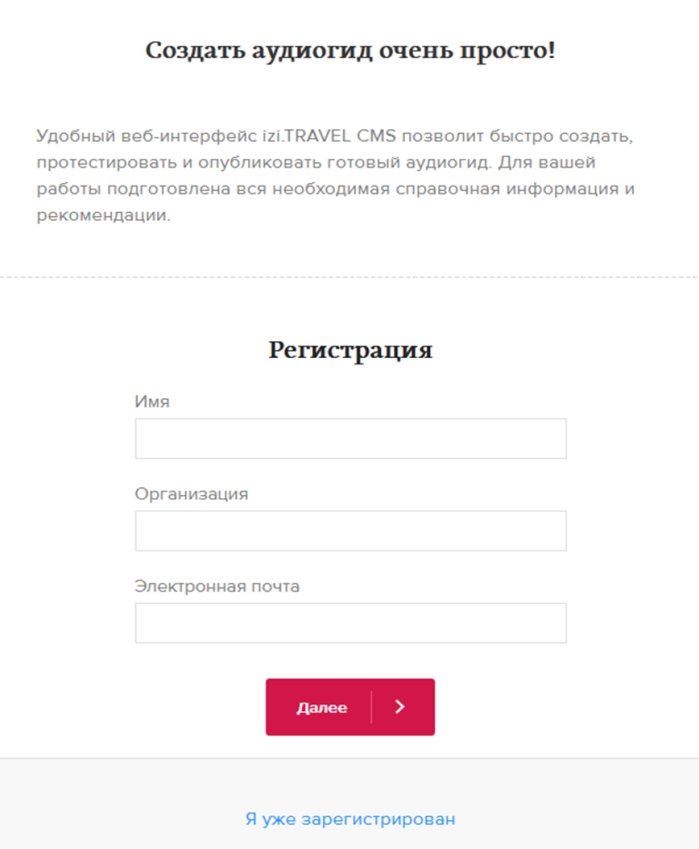 Создать аудиогид очень просто!
Удобный веб-интерфейс izi.TRAVEL CMS позволит быстро создать,
протестировать и опубликовать готовый аудиогид. Для вашей
работы подготовлена вся необходимая справочная информация и
рекомендации.
Регистрация
Имя
Организация
Электронная почта
Далее
Я уже зарегистрирован